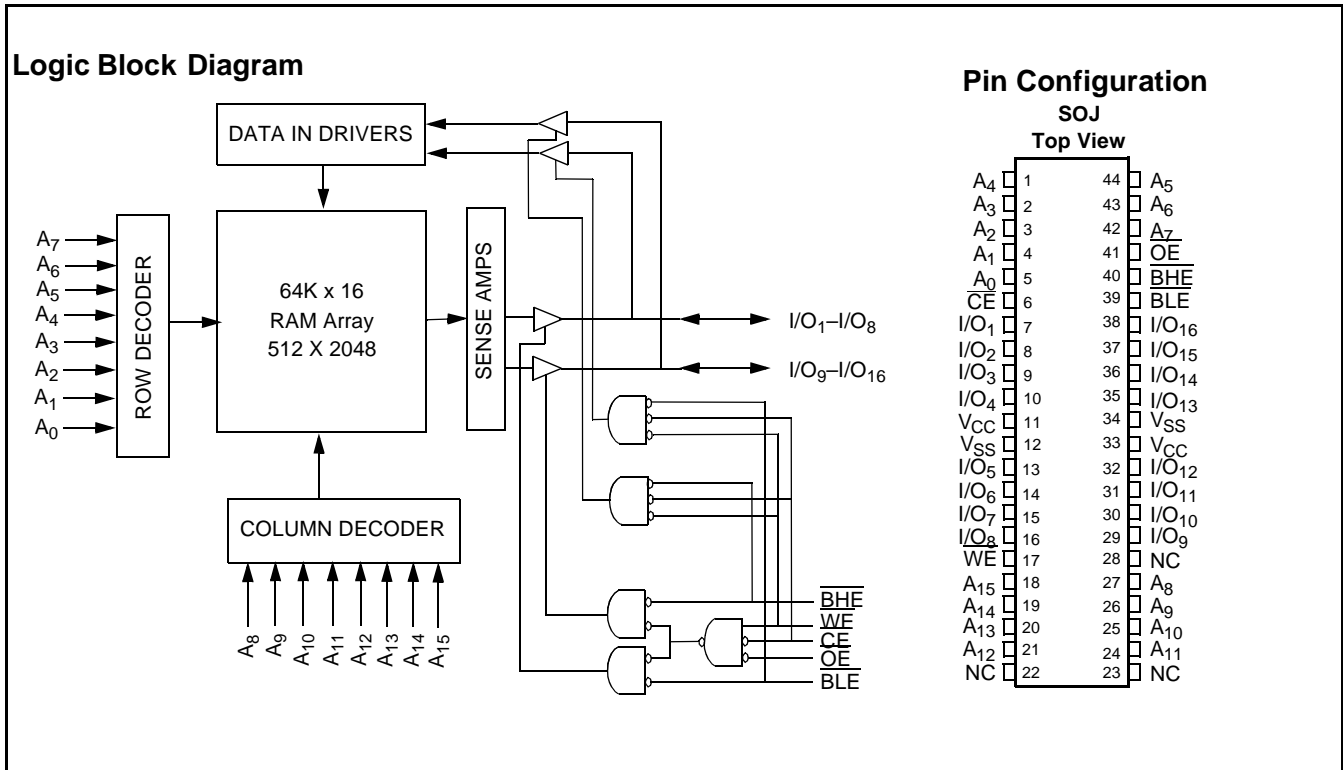 Logic Block Diagram
DATA IN DRIVERS
A7
A6
A5
A4
A3
A2
A1
A0
ROW DECODER
64K x 16
RAM Array
512 X 2048
SENSE AMPS
I/O1–I/O8
I/O9–I/O16
COLUMN DECODER
A8
A9
A10
A11
A12
A13
A14
A15
BHE
WE
CE
OE
BLE
Pin Configuration
SOJ
Top View
A4 1 44 A5
A3 2 43 A6
A2 3 42 A7
A1 4 41 OE
A0 5 40 BHE
CE 6 39 BLE
I/O1 7 38 I/O16
I/O2 8 37 I/O15
I/O3 9 36 I/O14
I/O4 10 35 I/O13
VCC 11 34 VSS
VSS 12 33 VCC
I/O5 13 32 I/O12
I/O6 14 31 I/O11
I/O7 15 30 I/O10
I/O8 16 29 I/O9
WE 17 28 NC
A15 18 27 A8
A14 19 26 A9
A13 20 25 A10
A12 21 24 A11
NC 22 23 NC